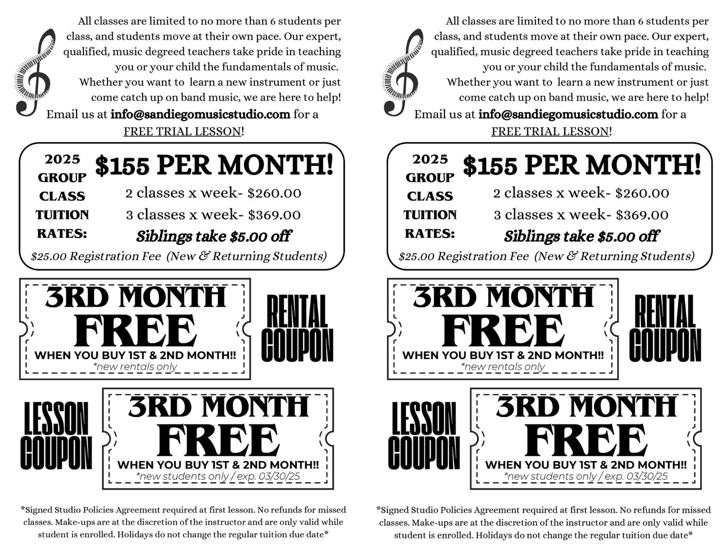 All classes are limited to no more than 6 students per
class, and students move at their own pace. Our expert,
qualified, music degreed teachers take pride in teaching
you or your child the fundamentals of music.
Whether you want to learn a new instrument or just
come catch up on band music, we are here to help!
Email us at info@sandiegomusicstudio.com for a
FREE TRIAL LESSON!
2025
GROUP
CLASS
TUITION
RATES:
$155 PER MONTH!
2 classes x week- $260.00
3 classes x week- $369.00
Siblings take $5.00 off
$25.00 Registration Fee (New & Returning Students)
3RD MONTH
FREE
WHEN YOU BUY 1ST & 2ND MONTH!!
*new rentals only
RENTAL
COUPON
LESSON
COUPON
3RD MONTH
FREE
WHEN YOU BUY 1ST & 2ND MONTH!!
*new students only / exp. 03/30/25
*Signed Studio Policies Agreement required at first lesson. No refunds for missed
classes. Make-ups are at the discretion of the instructor and are only valid while
student is enrolled. Holidays do not change the regular tuition due date*
All classes are limited to no more than 6 students per
class, and students move at their own pace. Our expert,
qualified, music degreed teachers take pride in teaching
you or your child the fundamentals of music.
Whether you want to learn a new instrument or just
come catch up on band music, we are here to help!
Email us at info@sandiegomusicstudio.com for a
FREE TRIAL LESSON!
2025
GROUP
CLASS
TUITION
RATES:
$155 PER MONTH!
2 classes x week- $260.00
3 classes x week- $369.00
Siblings take $5.00 off
$25.00 Registration Fee (New & Returning Students)
3RD MONTH
FREE
WHEN YOU BUY 1ST & 2ND MONTH!!
*new rentals only
RENTAL
COUPON
LESSON
COUPON
3RD MONTH
FREE
WHEN YOU BUY 1ST & 2ND MONTH!!
*new students only / exp. 03/30/25
*Signed Studio Policies Agreement required at first lesson. No refunds for missed
classes. Make-ups are at the discretion of the instructor and are only valid while
student is enrolled. Holidays do not change the regular tuition due date*